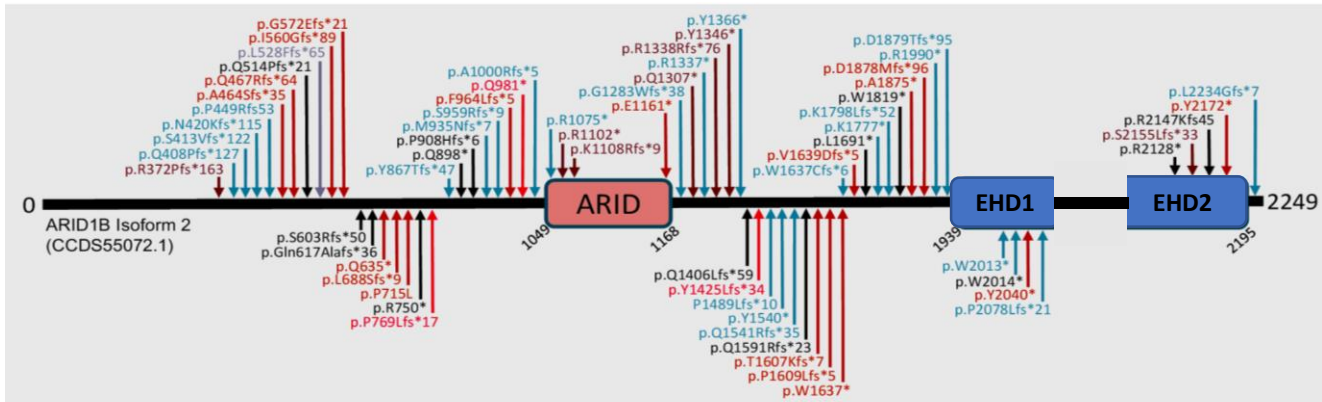 p.G572Efs*21
p.I560Gfs*89
p.L528Ffs*65
p.Q514Pfs*21
p.Q467Rfs*64
p.A464Sfs*35
p.P449Rfs53
p.N420Kfs*115
p.S413Vfs*122
p.Q408Pfs*127
p.R372Pfs*163
p.A1000Rfs*5
p.Q981*
p.F964Lfs*5
p.S959Rfs*9
p.M935Nfs*7
p.P908Hfs*6
p.Q898*
p.Y867Tfs*47
p.R1075*
p.R1102*
p.K1108Rfs*9
p.Y1366*
p.Y1346*
p.R1338Rfs*76
p.R1337*
p.Q1307*
p.G1283Wfs*38
p.E1161*
p.D1879Tfs*95
p.R1990*
p.D1878Mfs*96
p.A1875*
p.W1819*
p.K1798Lfs*52
p.K1777*
p.L1691*
p.V1639Dfs*5
p.W1637Cfs*6
p.L2234Gfs*7
p.Y2172*
p.R2147Kfs45
p.S2155Lfs*33
p.R2128*
0
ARID
EHD1
EHD2
2249
ARID1B Isoform 2
(CCDS55072.1)
1049
1168
1939
2195
p.S603Rfs*50
p.Gln617Alafs*36
p.Q635*
p.L688Sfs*9
p.P715L
p.R750*
p.P769Lfs*17
p.Q1406Lfs*59
p.Y1425Lfs*34
P1489Lfs*10
p.Y1540*
p.Q1541Rfs*35
p.Q1591Rfs*23
p.T1607Kfs*7
p.P1609Lfs*5
p.W1637*
p.W2013*
p.W2014*
p.Y2040*
p.P2078Lfs*21